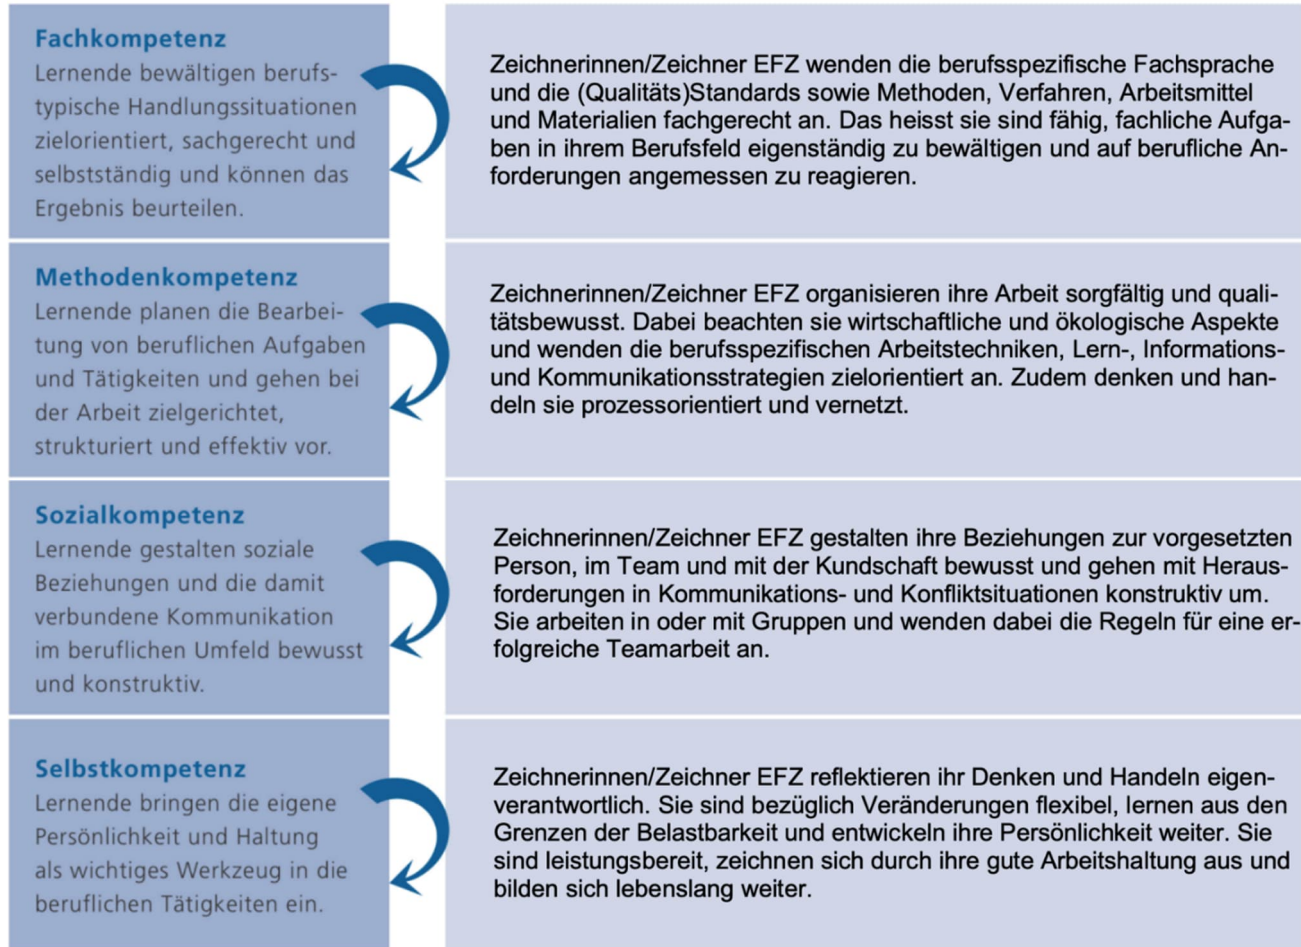 Fachkompetenz
Lernende bewältigen berufs-
typische Handlungssituationen
zielorientiert, sachgerecht und
selbstständig und können das
Ergebnis beurteilen.
Zeichnerinnen/Zeichner EFZ wenden die berufsspezifische Fachsprache
und die (Qualitäts)Standards sowie Methoden, Verfahren, Arbeitsmittel
und Materialien fachgerecht an. Das heisst sie sind fähig, fachliche Aufga-
ben in ihrem Berufsfeld eigenständig zu bewältigen und auf berufliche An-
forderungen angemessen zu reagieren.
Methodenkompetenz
Lernende planen die Bearbei-
tung von beruflichen Aufgaben
und Tätigkeiten und gehen bei
der Arbeit zielgerichtet,
strukturiert und effektiv vor.
Zeichnerinnen/Zeichner EFZ organisieren ihre Arbeit sorgfältig und quali-
tätsbewusst. Dabei beachten sie wirtschaftliche und ökologische Aspekte
und wenden die berufsspezifischen Arbeitstechniken, Lern-, Informations-
und Kommunikationsstrategien zielorientiert an. Zudem denken und han-
deln sie prozessorientiert und vernetzt.
Sozialkompetenz
Lernende gestalten soziale
Beziehungen und die damit
verbundene Kommunikation
im beruflichen Umfeld bewusst
und konstruktiv.
Zeichnerinnen/Zeichner EFZ gestalten ihre Beziehungen zur vorgesetzten
Person, im Team und mit der Kundschaft bewusst und gehen mit Heraus-
forderungen in Kommunikations- und Konfliktsituationen konstruktiv um.
Sie arbeiten in oder mit Gruppen und wenden dabei die Regeln für eine er-
folgreiche Teamarbeit an.
Selbstkompetenz
Lernende bringen die eigene
Persönlichkeit und Haltung
als wichtiges Werkzeug in die
beruflichen Tätigkeiten ein.
Zeichnerinnen/Zeichner EFZ reflektieren ihr Denken und Handeln eigen-
verantwortlich. Sie sind bezüglich Veränderungen flexibel, lernen aus den
Grenzen der Belastbarkeit und entwickeln ihre Persönlichkeit weiter. Sie
sind leistungsbereit, zeichnen sich durch ihre gute Arbeitshaltung aus und
bilden sich lebenslang weiter.